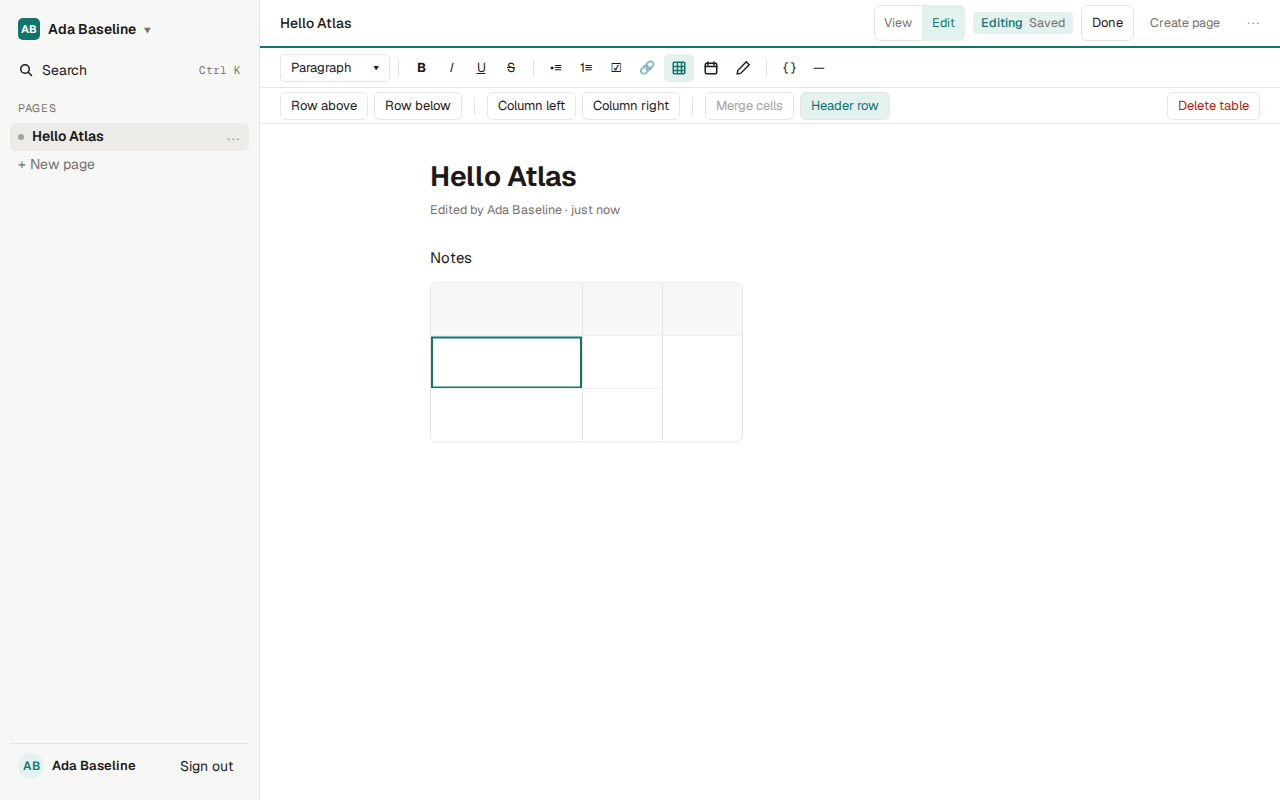 AB Ada Baseline ▾
Search Ctrl K
PAGES
Hello Atlas ...
+ New page
AB Ada Baseline Sign out
Hello Atlas View Edit Editing Saved Done Create page ...
Paragraph ▾ B I U S •≡ 1≡ ☑ 🔗 {} —
Row above Row below Column left Column right Merge cells Header row Delete table
Hello Atlas
Edited by Ada Baseline · just now
Notes